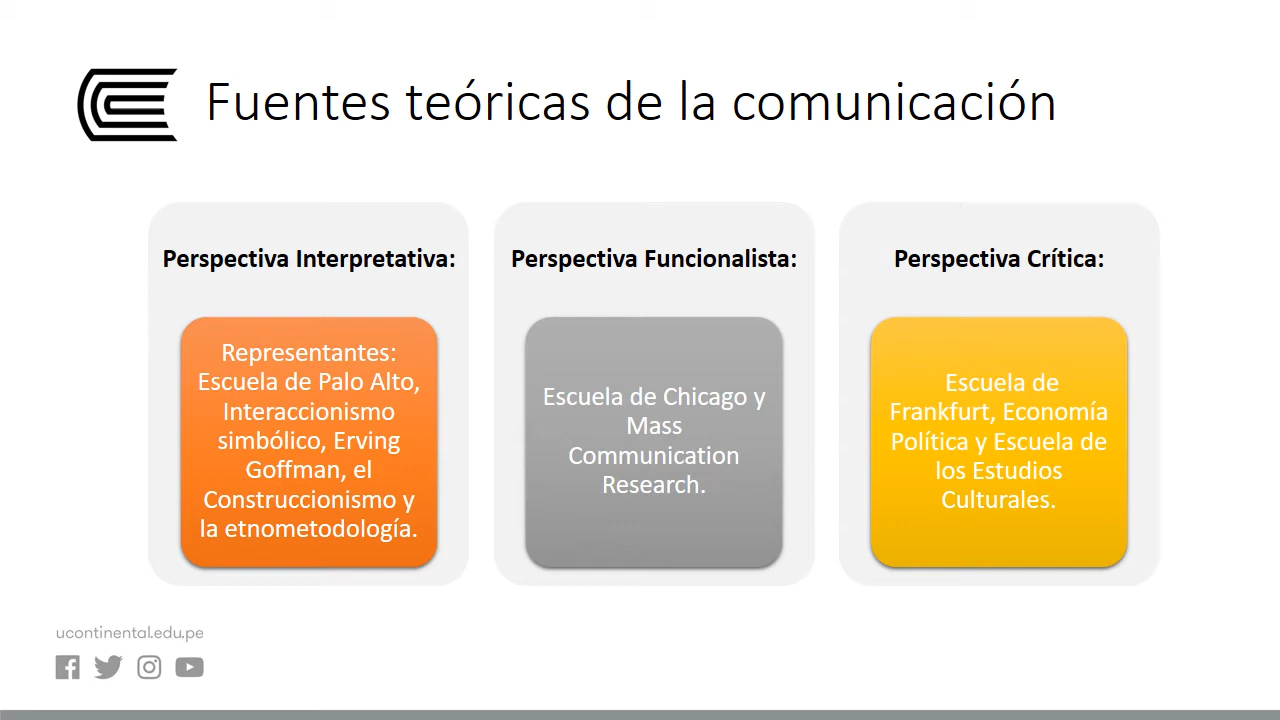 Fuentes teóricas de la comunicación
Perspectiva Interpretativa:
Representantes:
Escuela de Palo Alto,
Interaccionismo
simbólico, Erving
Goffman, el
Construccionismo y
la etnometodología.
Perspectiva Funcionalista:
Escuela de Chicago y
Mass
Communication
Research.
Perspectiva Crítica:
Escuela de
Frankfurt, Economía
Política y Escuela de
los Estudios
Culturales.
ucontinental.edu.pe